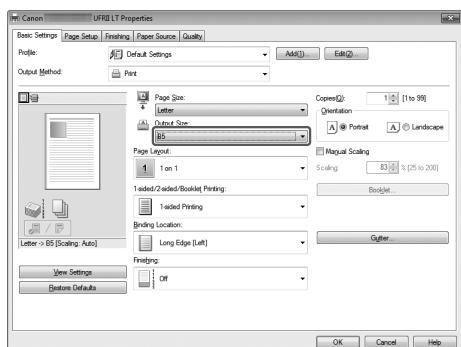 Canon UFRII LT Properties
Basic Settings Page Setup Finishing Paper Source Quality
Profile: Default Settings Add(1)... Edit(2)...
Output Method: Print
Page Size:
Letter
Output Size:
B5
Page Layout:
1 1 on 1
1-sided/2-sided/Booklet Printing:
1-sided Printing
Binding Location:
Long Edge [Left]
Finishing:
Off
Copies(Q): 1 [1 to 99]
Orientation
A Portrait A Landscape
Manual Scaling
Scaling: 83 % [25 to 200]
Booklet...
Gutter...
Letter -> B5 [Scaling: Auto]
View Settings
Restore Defaults
OK Cancel Help